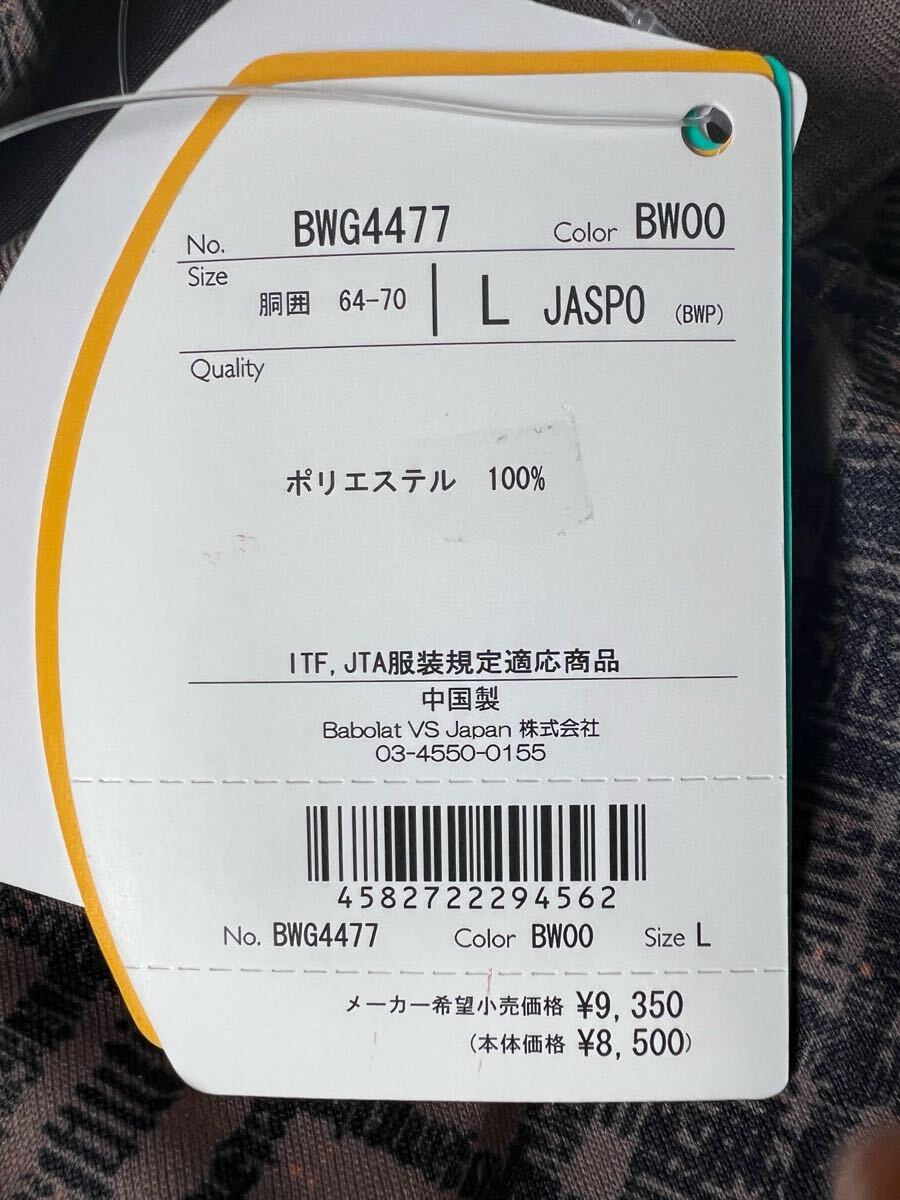 No. BWG4477 Color BW00
Size
胴囲 64-70 L JASPO (BWP)
Quality
ポリエステル 100%
ITF,JTA服装規定適応商品
中国製
Babolat VS Japan 株式会社
03-4550-0155
4582722294562
No. BWG4477 Color BW00 Size L
メーカー希望小売価格 ¥9,350
(本体価格 ¥8,500)